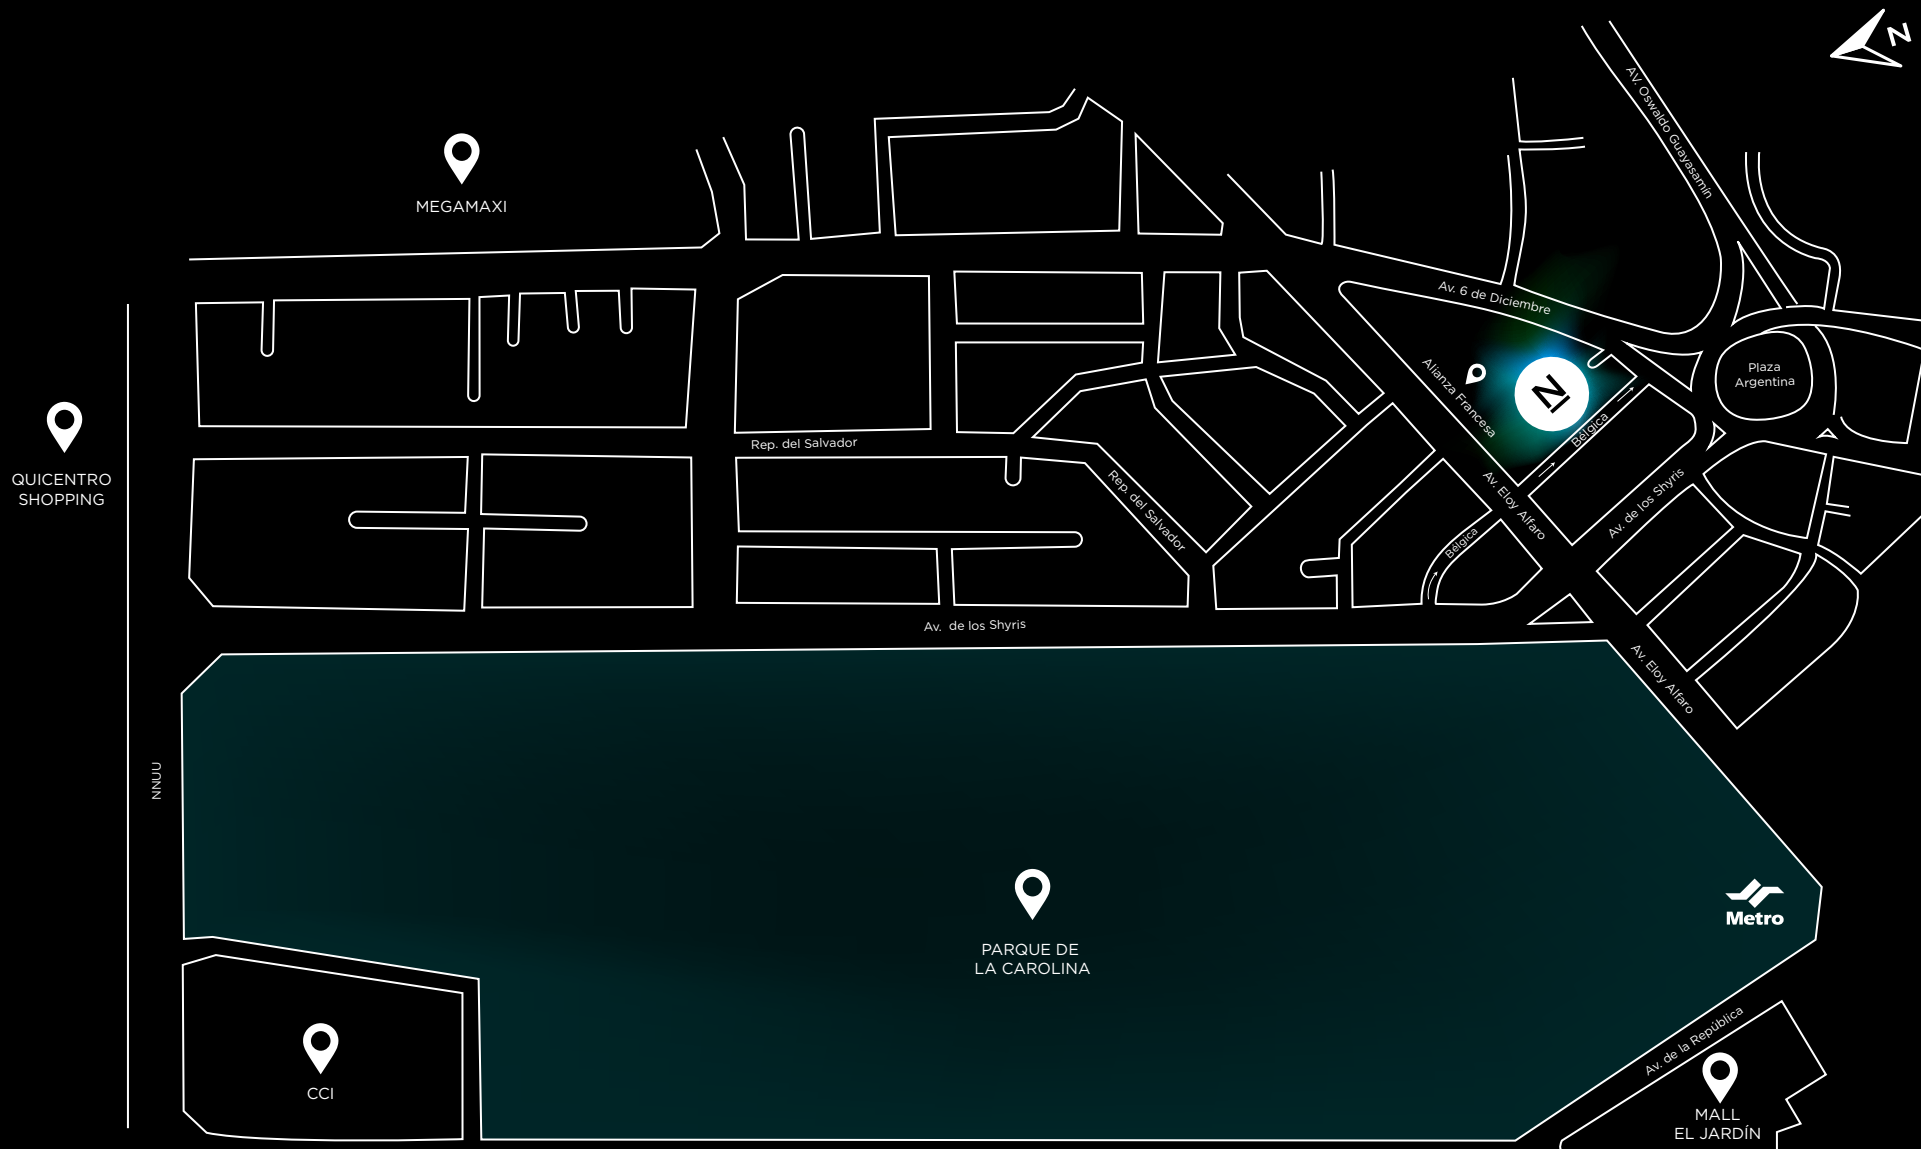 N
AV. Oswaldo Guayasamín
MEGAMAXI
Av. 6 de Diciembre
Plaza
Argentina
Alianza Francesa
N
Bélgica
Rep. del Salvador
QUICENTRO
SHOPPING
Rep. del Salvador
Av. Eloy Alfaro
Av. de los Shyris
Bélgica
Av. de los Shyris
Av. Eloy Alfaro
NNUU
PARQUE DE
LA CAROLINA
Metro
CCI
Av. de la República
MALL
EL JARDÍN